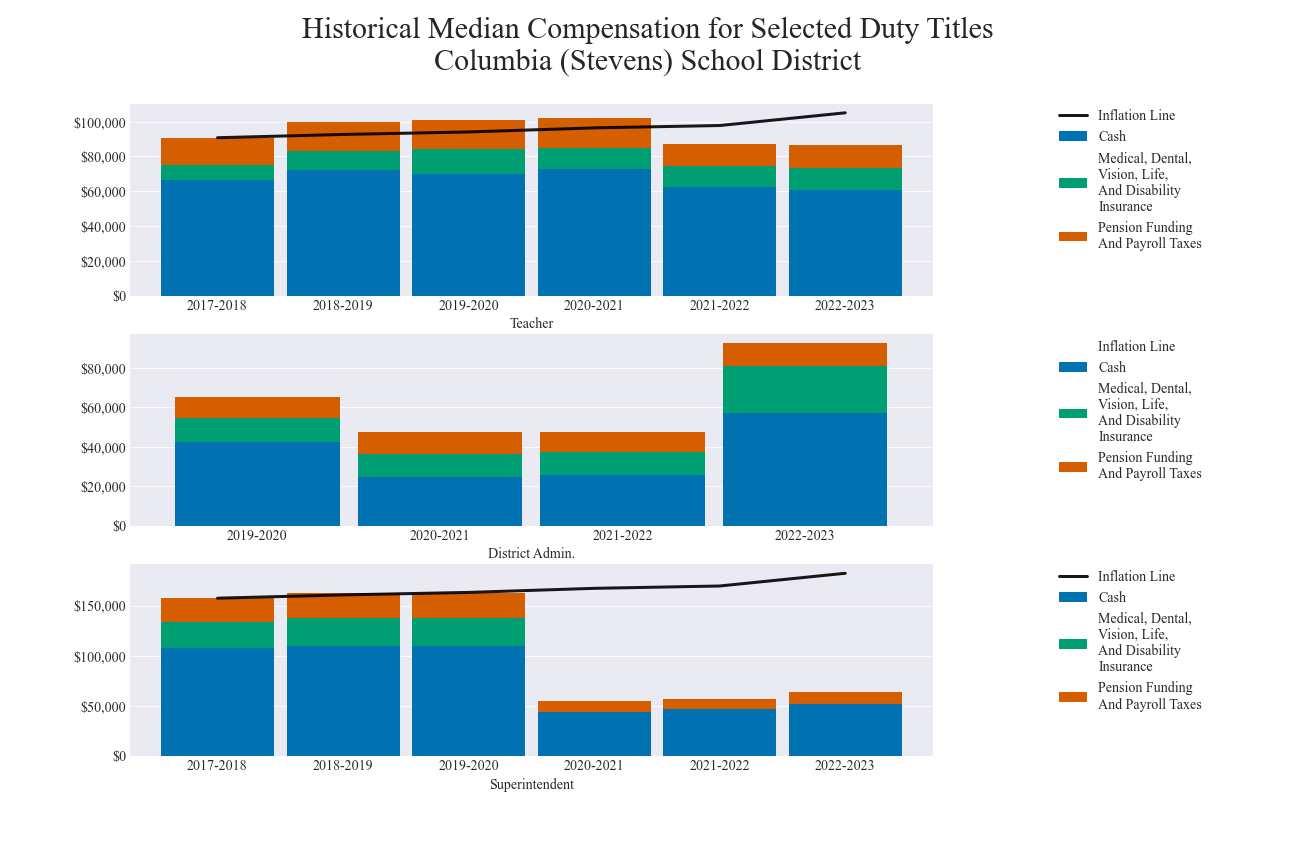 Historical Median Compensation for Selected Duty Titles
Columbia (Stevens) School District
$100,000
$80,000
$60,000
$40,000
$20,000
$0
2017-2018 2018-2019 2019-2020 2020-2021 2021-2022 2022-2023
Teacher
Inflation Line
Cash
Medical, Dental,
Vision, Life,
And Disability
Insurance
Pension Funding
And Payroll Taxes
$80,000
$60,000
$40,000
$20,000
$0
2019-2020 2020-2021 2021-2022 2022-2023
District Admin.
Inflation Line
Cash
Medical, Dental,
Vision, Life,
And Disability
Insurance
Pension Funding
And Payroll Taxes
$150,000
$100,000
$50,000
$0
2017-2018 2018-2019 2019-2020 2020-2021 2021-2022 2022-2023
Superintendent
Inflation Line
Cash
Medical, Dental,
Vision, Life,
And Disability
Insurance
Pension Funding
And Payroll Taxes